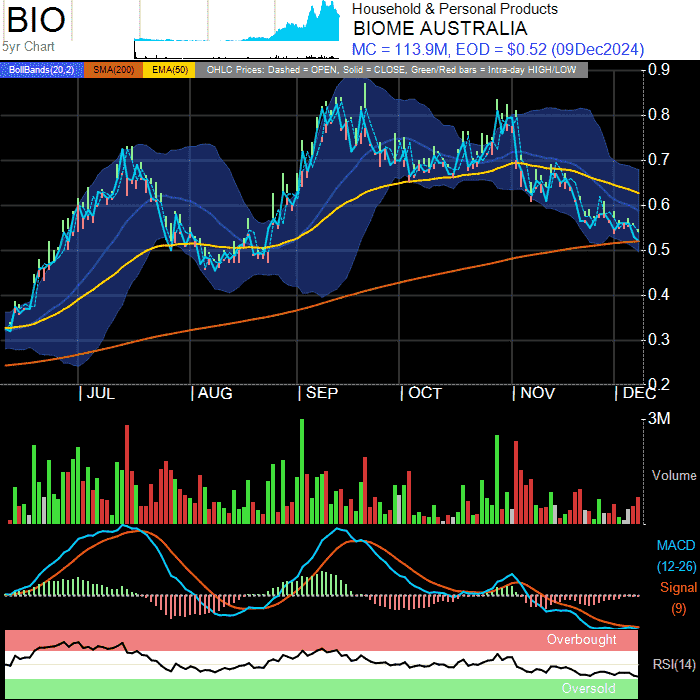 BIO
5yr Chart
Household & Personal Products
BIOME AUSTRALIA
MC = 113.9M, EOD = $0.52 (09Dec2024)
BollBands(20,2) SMA(200) EMA(50) OHLC Prices: Dashed = OPEN, Solid = CLOSE, Green/Red bars = Intra-day HIGH/LOW
0.9
0.8
0.7
0.6
0.5
0.4
0.3
0.2
JUL AUG SEP OCT NOV DEC
3M
Volume
MACD
(12-26)
Signal
(9)
Overbought
RSI(14)
Oversold